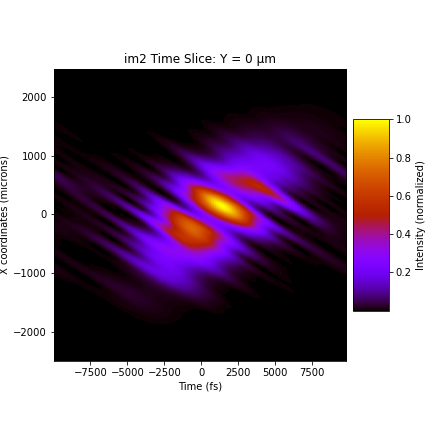 im2 Time Slice: Y = 0 μm
2000
1000
0
−1000
−2000
X coordinates (microns)
−7500 −5000 −2500 0 2500 5000 7500
Time (fs)
1.0
0.8
0.6
0.4
0.2
Intensity (normalized)